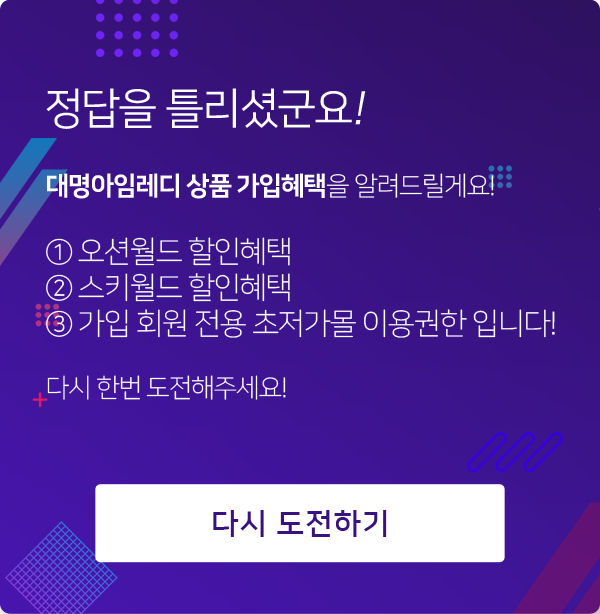 정답을 틀리셨군요!
대명아임레디 상품 가입혜택을 알려드릴게요!
① 오션월드 할인혜택
② 스키월드 할인혜택
③ 가입 회원 전용 초저가몰 이용권한 입니다!
다시 한번 도전해주세요!
다시 도전하기